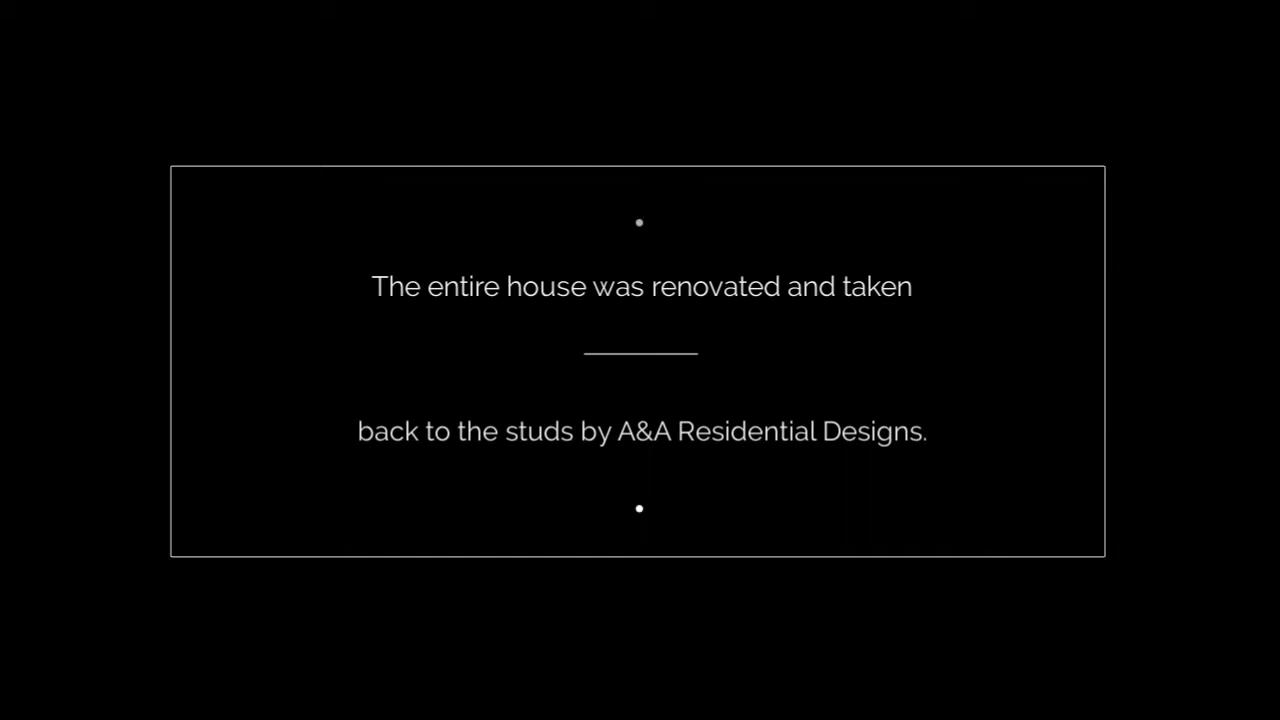 The entire house was renovated and taken
back to the studs by A&A Residential Designs.